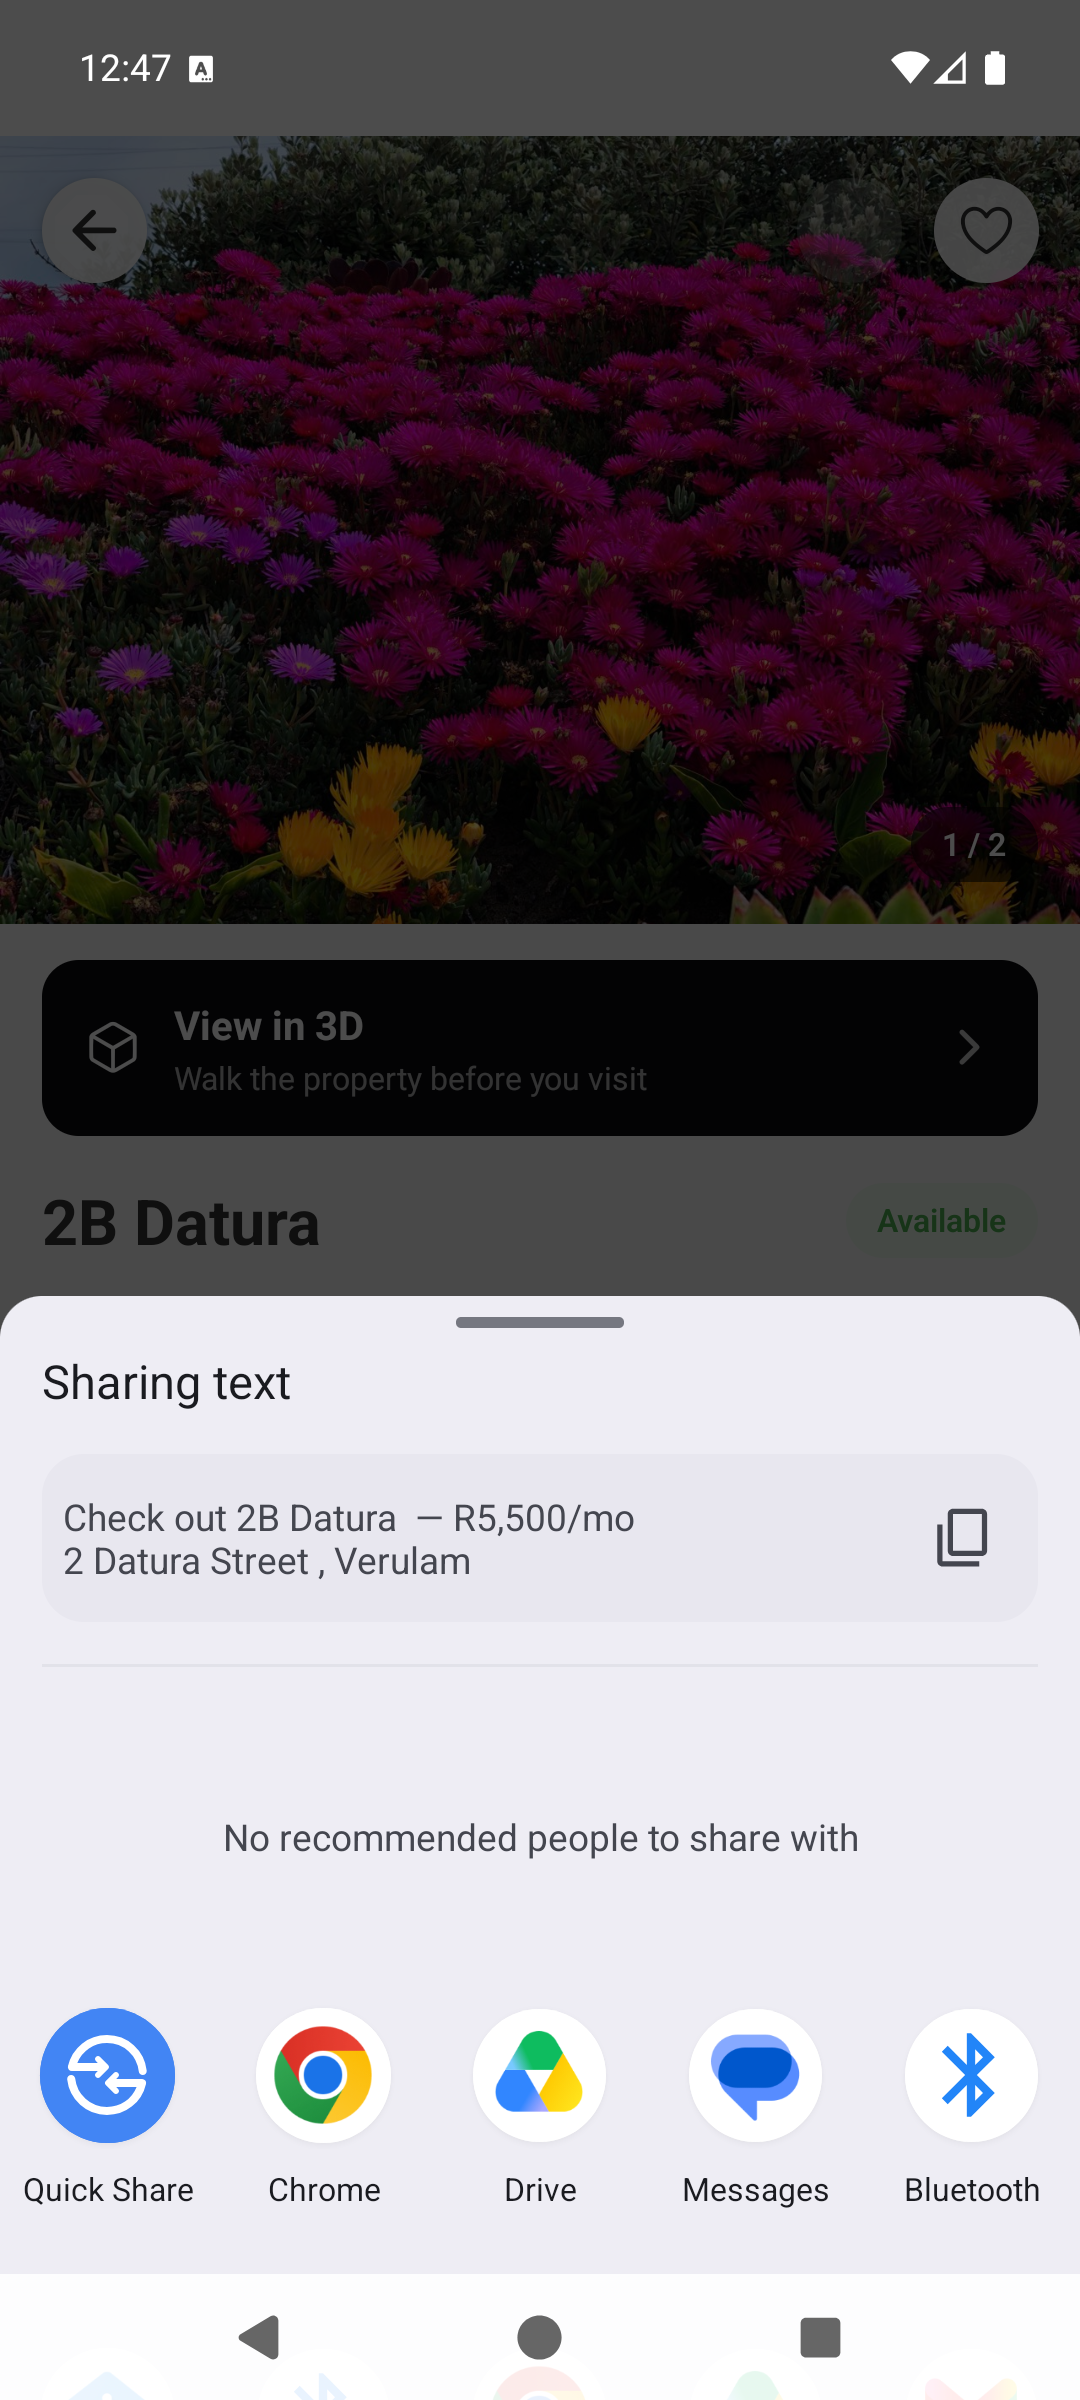 12:47
1 / 2
View in 3D
Walk the property before you visit
2B Datura
Available
Sharing text
Check out 2B Datura  — R5,500/mo
2 Datura Street , Verulam
No recommended people to share with
Quick Share
Chrome
Drive
Messages
Bluetooth